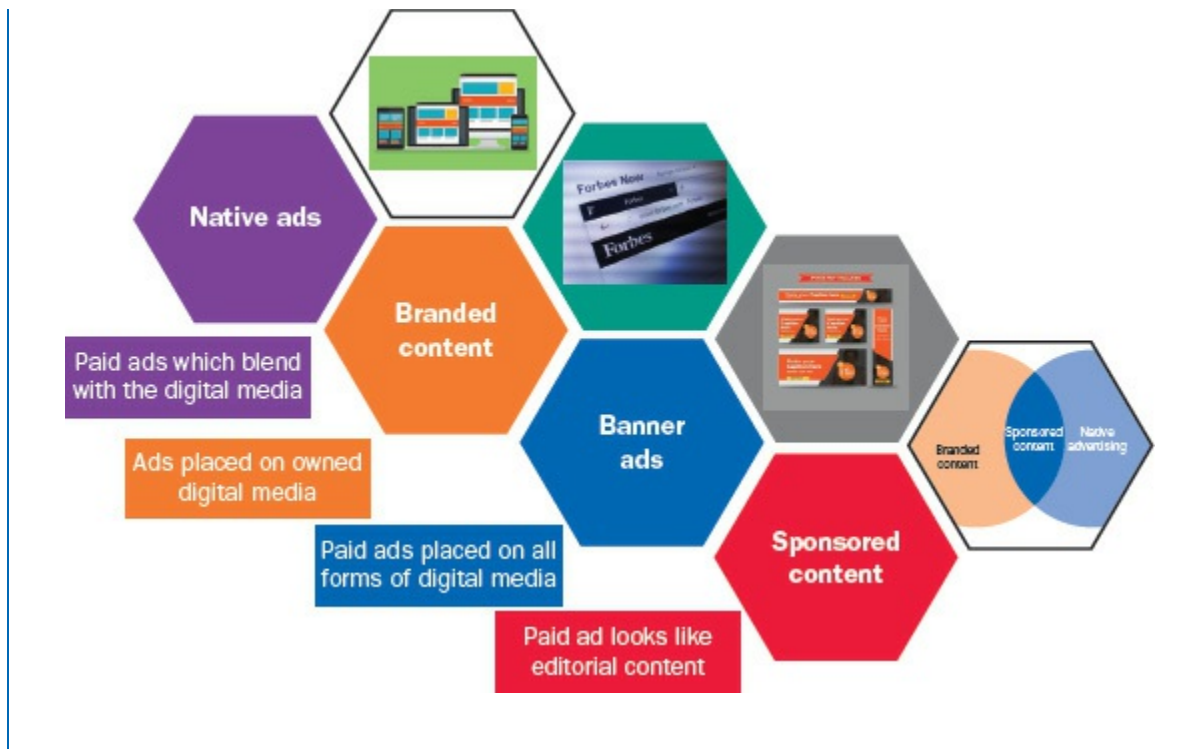 Native ads
Paid ads which blend
with the digital media
Branded
content
Ads placed on owned
digital media
Forbes Now
Forbes
Banner
ads
Paid ads placed on all
forms of digital media
Sponsored
content
Paid ad looks like
editorial content
Branded
content
Sponsored
content
Native
advertising